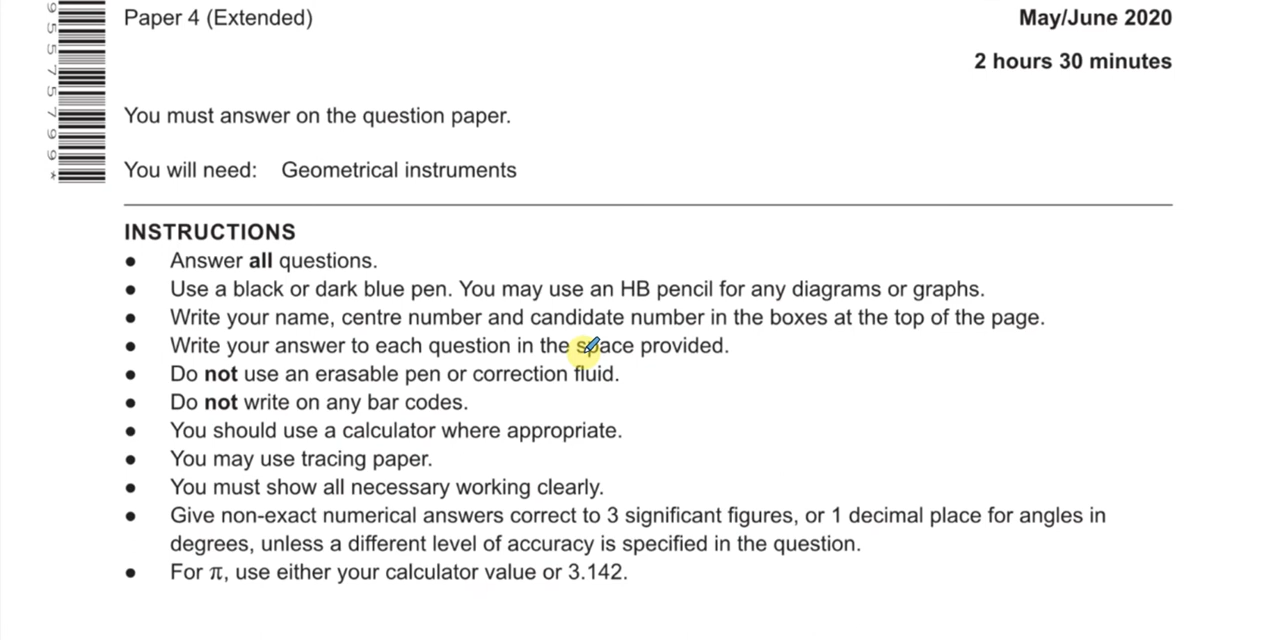 Paper 4 (Extended)
May/June 2020
2 hours 30 minutes
You must answer on the question paper.
You will need: Geometrical instruments
INSTRUCTIONS
● Answer all questions.
● Use a black or dark blue pen. You may use an HB pencil for any diagrams or graphs.
● Write your name, centre number and candidate number in the boxes at the top of the page.
● Write your answer to each question in the space provided.
● Do not use an erasable pen or correction fluid.
● Do not write on any bar codes.
● You should use a calculator where appropriate.
● You may use tracing paper.
● You must show all necessary working clearly.
● Give non-exact numerical answers correct to 3 significant figures, or 1 decimal place for angles in
degrees, unless a different level of accuracy is specified in the question.
● For π, use either your calculator value or 3.142.